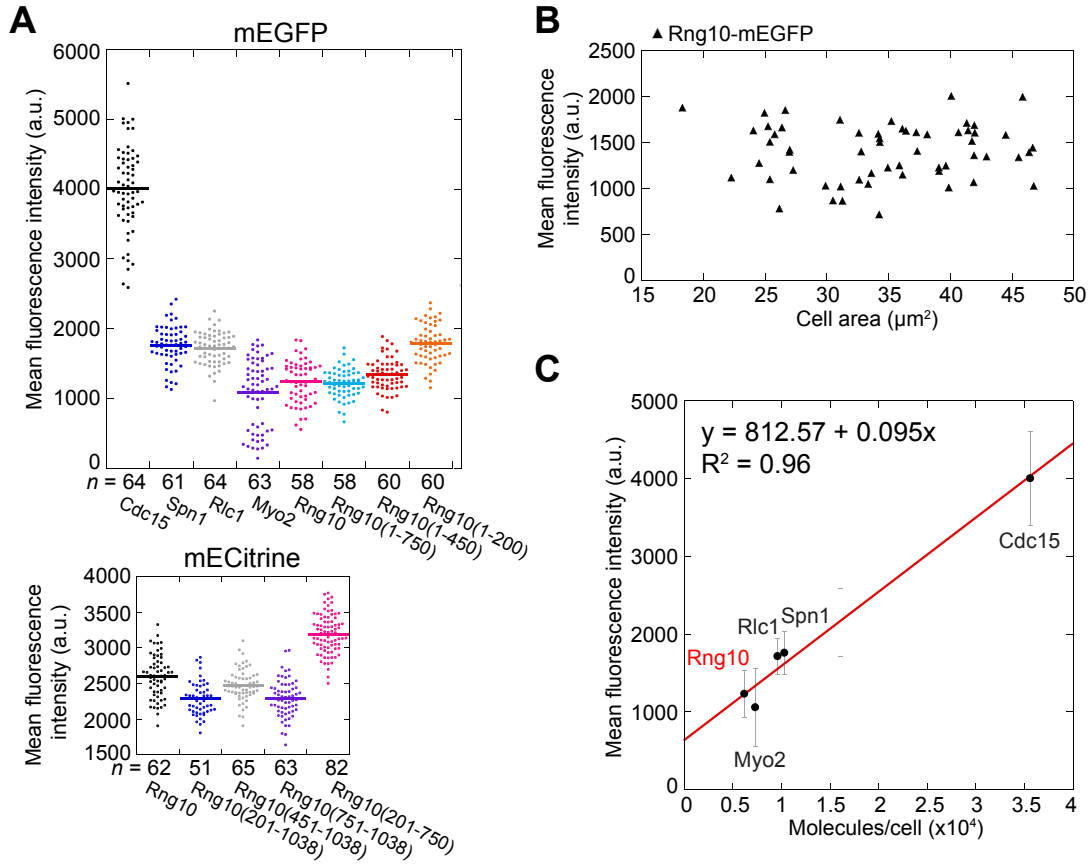 A
mEGFP
Mean fluorescence intensity (a.u.)
6000
5000
4000
3000
2000
1000
0
n = 64 61 64 63 58 58 60 60
Cdc15
Spn1
Rlc1
Myo2
Rng10
Rng10(1-750)
Rng10(1-450)
Rng10(1-200)
mECitrine
Mean fluorescence
intensity (a.u.)
4000
3500
3000
2500
2000
1500
n = 62 51 65 63 82
Rng10
Rng10(201-1038)
Rng10(451-1038)
Rng10(751-1038)
Rng10(201-750)
B
▲ Rng10-mEGFP
Mean fluorescence
intensity (a.u.)
2500
2000
1500
1000
500
0
15 20 25 30 35 40 45 50
Cell area (µm²)
C
Mean fluorescence intensity (a.u.)
5000
4000
3000
2000
1000
0
y = 812.57 + 0.095x
R² = 0.96
Cdc15
Rlc1
Spn1
Rng10
Myo2
0 0.5 1 1.5 2 2.5 3 3.5 4
Molecules/cell (x10⁴)